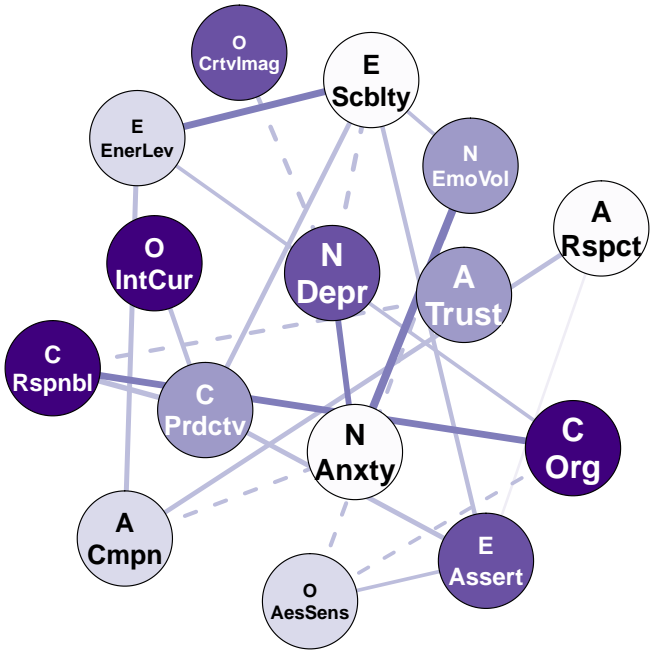 O
CrtvImag
E
Scblty
E
EnerLev
N
EmoVol
A
Rspct
O
IntCur
N
Depr
A
Trust
C
Rspnbl
C
Prdctv
N
Anxty
C
Org
A
Cmpn
E
Assert
O
AesSens